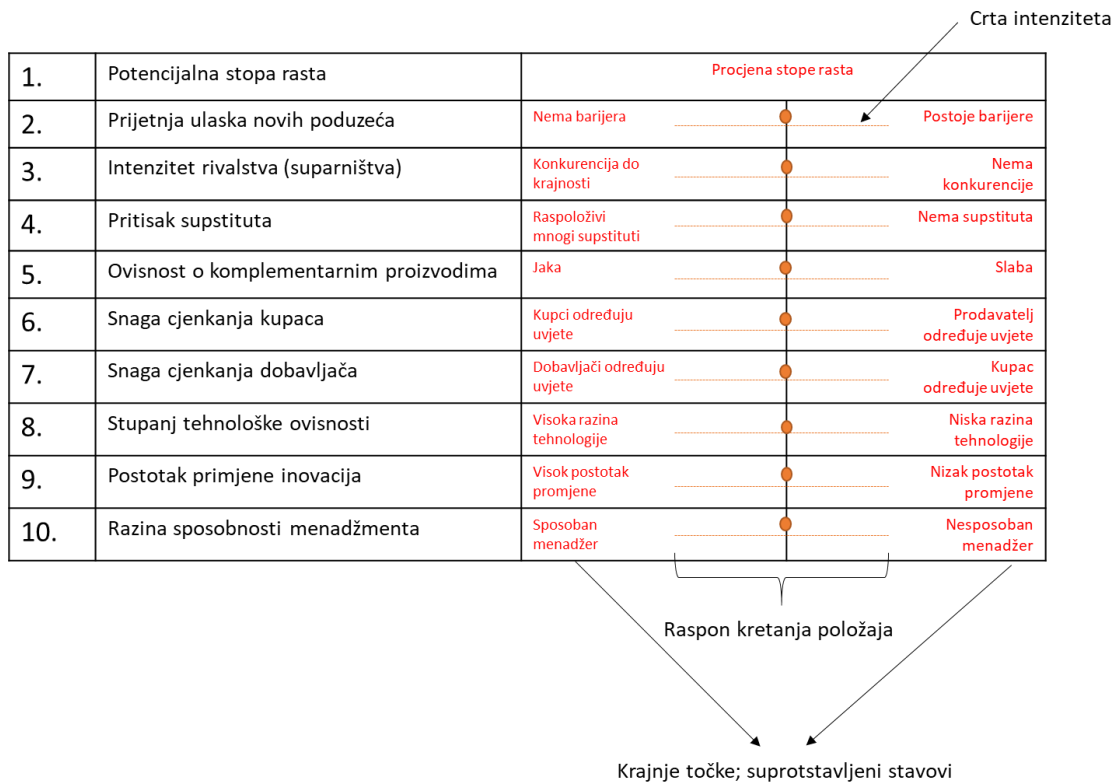 Crta intenziteta
1. Potencijalna stopa rasta Procjena stope rasta
2. Prijetnja ulaska novih poduzeća Nema barijera Postoje barijere
3. Intenzitet rivalstva (suparništva) Konkurencija do Nema
krajnosti konkurencije
4. Pritisak supstituta Raspoloživi Nema supstituta
mnogi supstituti
5. Ovisnost o komplementarnim proizvodima Jaka Slaba
6. Snaga cjenkanja kupaca Kupci određuju Prodavatelj
uvjete određuje uvjete
7. Snaga cjenkanja dobavljača Dobavljači određuju Kupac
uvjete određuje uvjete
8. Stupanj tehnološke ovisnosti Visoka razina Niska razina
tehnologije tehnologije
9. Postotak primjene inovacija Visok postotak Nizak postotak
promjene promjene
10. Razina sposobnosti menadžmenta Sposoban Nesposoban
menadžer menadžer
Raspon kretanja položaja
Krajnje točke; suprotstavljeni stavovi